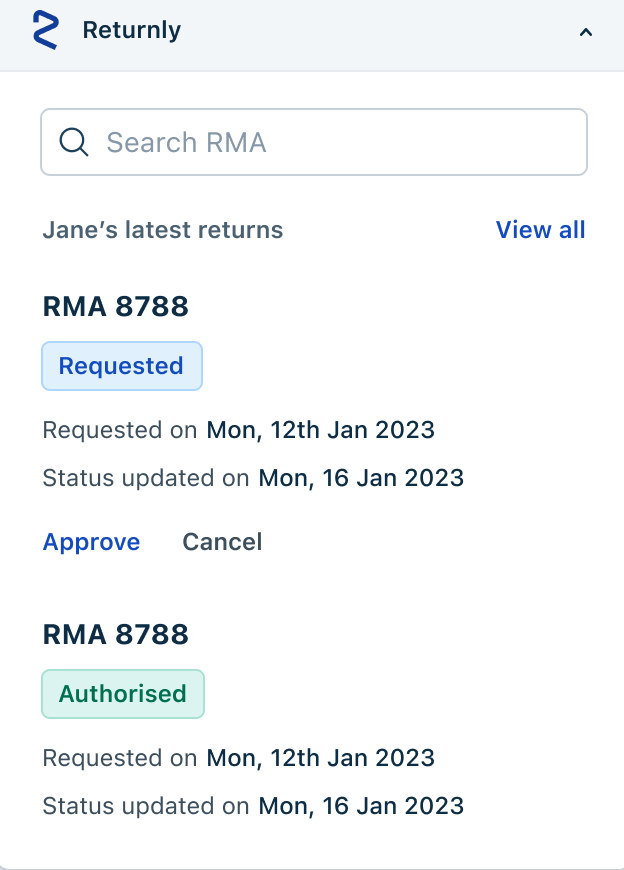 Returnly
Search RMA
Jane’s latest returns View all
RMA 8788
Requested
Requested on Mon, 12th Jan 2023
Status updated on Mon, 16 Jan 2023
Approve Cancel
RMA 8788
Authorised
Requested on Mon, 12th Jan 2023
Status updated on Mon, 16 Jan 2023